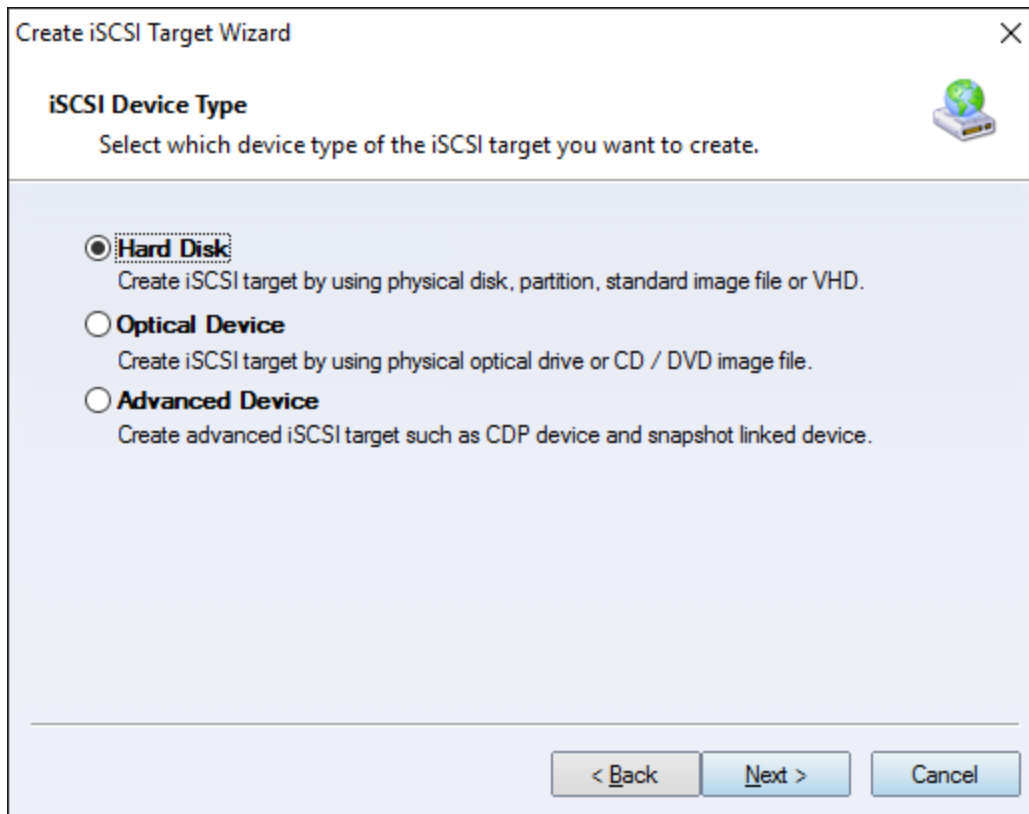 Create iSCSI Target Wizard
iSCSI Device Type
Select which device type of the iSCSI target you want to create.
Hard Disk
Create iSCSI target by using physical disk, partition, standard image file or VHD.
Optical Device
Create iSCSI target by using physical optical drive or CD / DVD image file.
Advanced Device
Create advanced iSCSI target such as CDP device and snapshot linked device.
< Back Next > Cancel